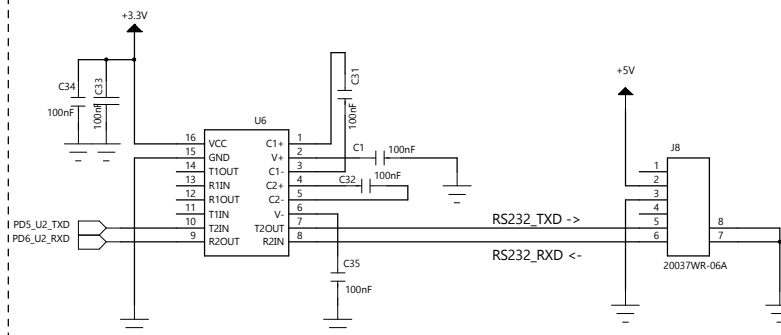 +3.3V
C34
100nF
C33
100nF
C31
100nF
+5V
U6
J8
16 VCC C1+ 1
15 GND V+ 2
14 T1OUT C1- 3
13 R1IN C2+ 4
12 R1OUT C2- 5
11 T1IN V- 6
10 T2IN T2OUT 7
9 R2OUT R2IN 8
C1 100nF
C32 100nF
PD5_U2_TXD
PD6_U2_RXD
RS232_TXD ->
RS232_RXD <-
C35
100nF
1
2
3
4
5
6
8
7
20037WR-06A